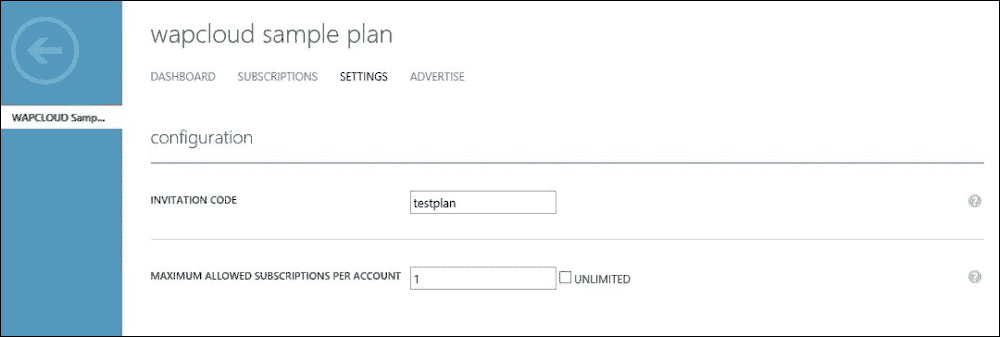 wapcloud sample plan
DASHBOARD SUBSCRIPTIONS SETTINGS ADVERTISE
WAPCLOUD Samp...
configuration
INVITATION CODE testplan ?
MAXIMUM ALLOWED SUBSCRIPTIONS PER ACCOUNT 1 UNLIMITED ?